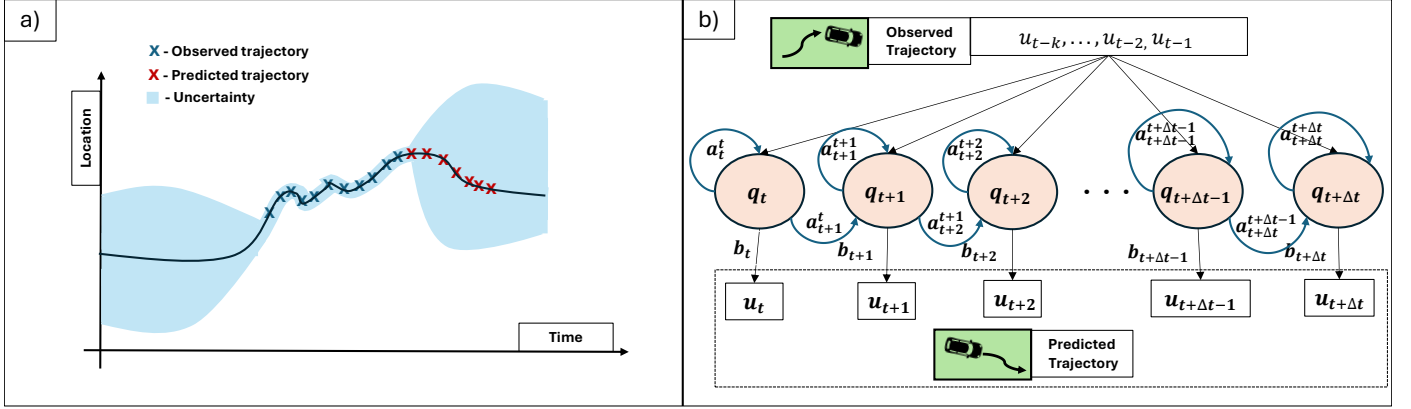 a)
X - Observed trajectory
X - Predicted trajectory
- Uncertainty
Location
Time
b)
Observed
Trajectory
u_{t-k}, ..., u_{t-2,} u_{t-1}
a_t^t
a_{t+1}^{t+1}
a_{t+2}^{t+2}
a_{t+Δt-1}^{t+Δt-1}
a_{t+Δt}^{t+Δt}
q_t
q_{t+1}
q_{t+2}
. . .
q_{t+Δt-1}
q_{t+Δt}
a_{t+1}^t
a_{t+2}^{t+1}
a_{t+Δt}^{t+Δt-1}
b_t
b_{t+1}
b_{t+2}
b_{t+Δt-1}
b_{t+Δt}
u_t
u_{t+1}
u_{t+2}
u_{t+Δt-1}
u_{t+Δt}
Predicted
Trajectory